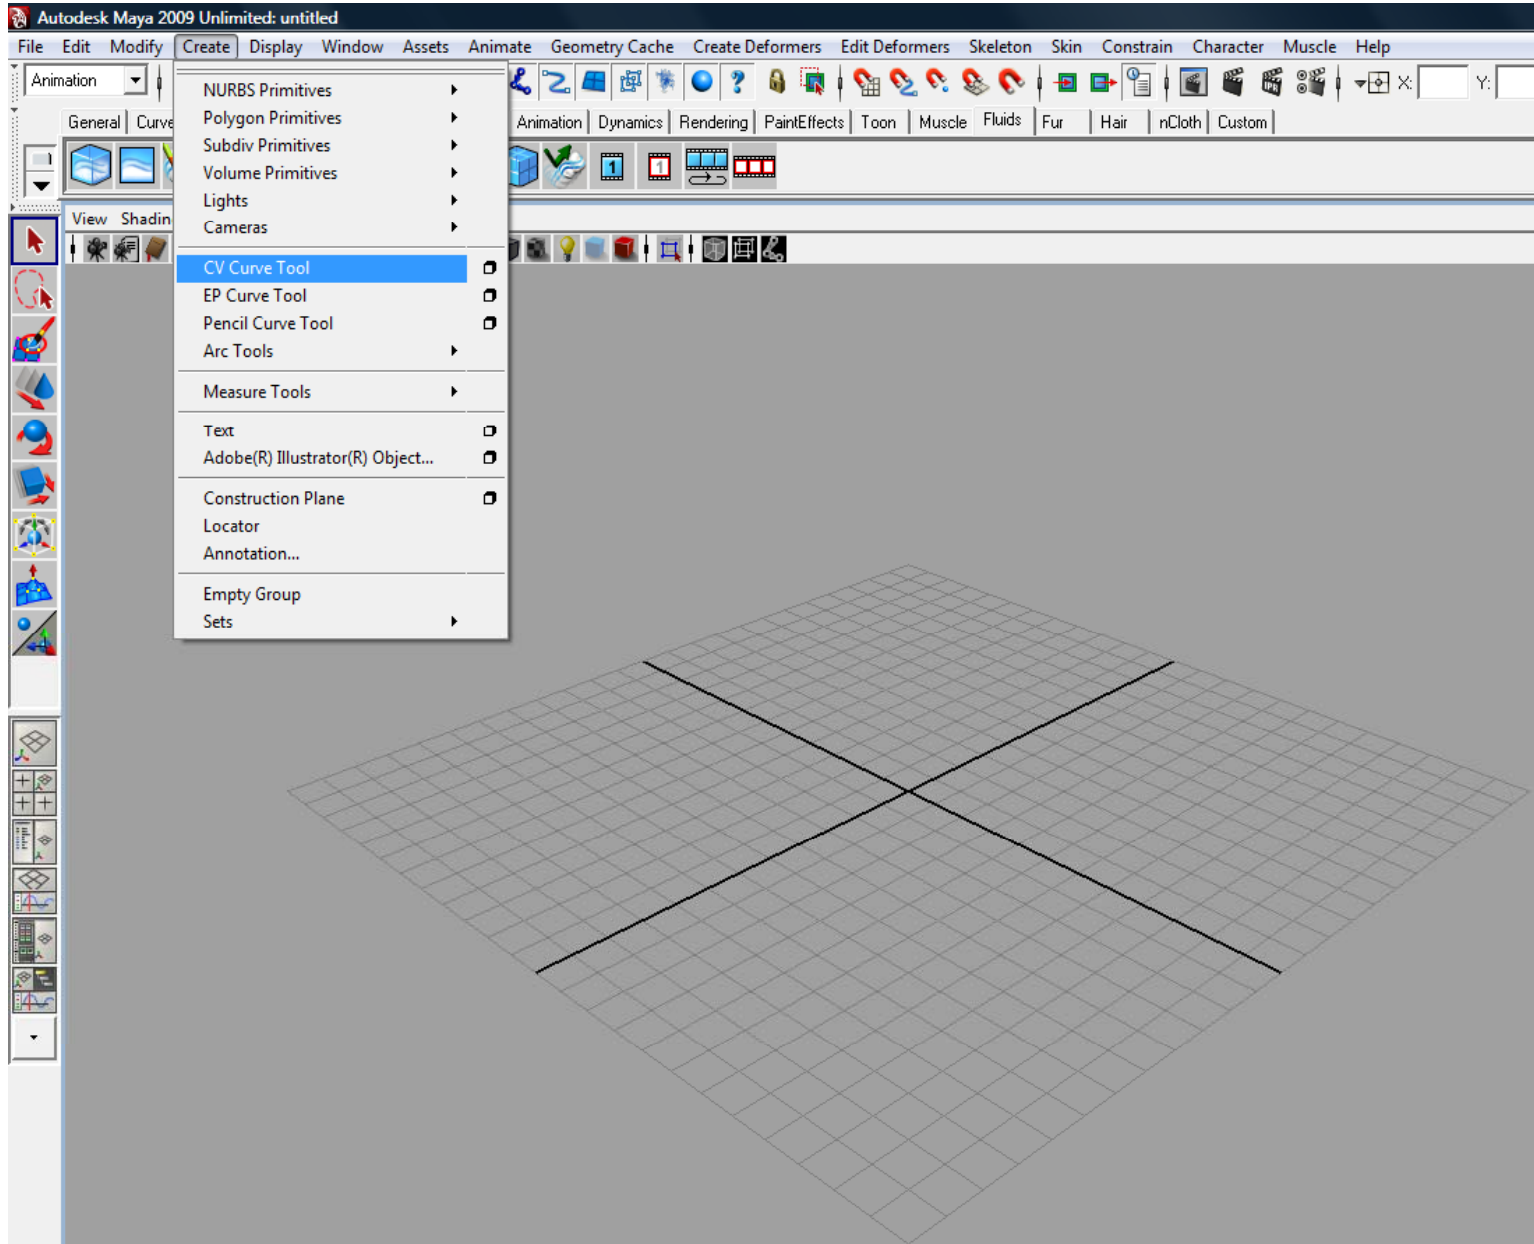 Autodesk Maya 2009 Unlimited: untitled
File Edit Modify Create Display Window Assets Animate Geometry Cache Create Deformers Edit Deformers Skeleton Skin Constrain Character Muscle Help
Animation X: Y:
General Curve Animation Dynamics Rendering PaintEffects Toon Muscle Fluids Fur Hair nCloth Custom
1 1
View Shadin
NURBS Primitives
Polygon Primitives
Subdiv Primitives
Volume Primitives
Lights
Cameras
CV Curve Tool
EP Curve Tool
Pencil Curve Tool
Arc Tools
Measure Tools
Text
Adobe(R) Illustrator(R) Object...
Construction Plane
Locator
Annotation...
Empty Group
Sets